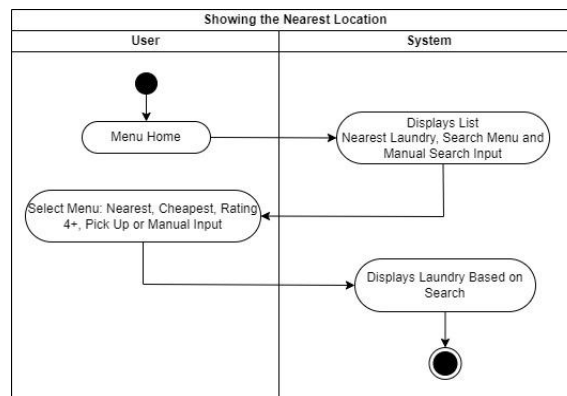 Showing the Nearest Location
User
System
Menu Home
Displays List
Nearest Laundry, Search Menu and
Manual Search Input
Select Menu: Nearest, Cheapest, Rating
4+, Pick Up or Manual Input
Displays Laundry Based on
Search